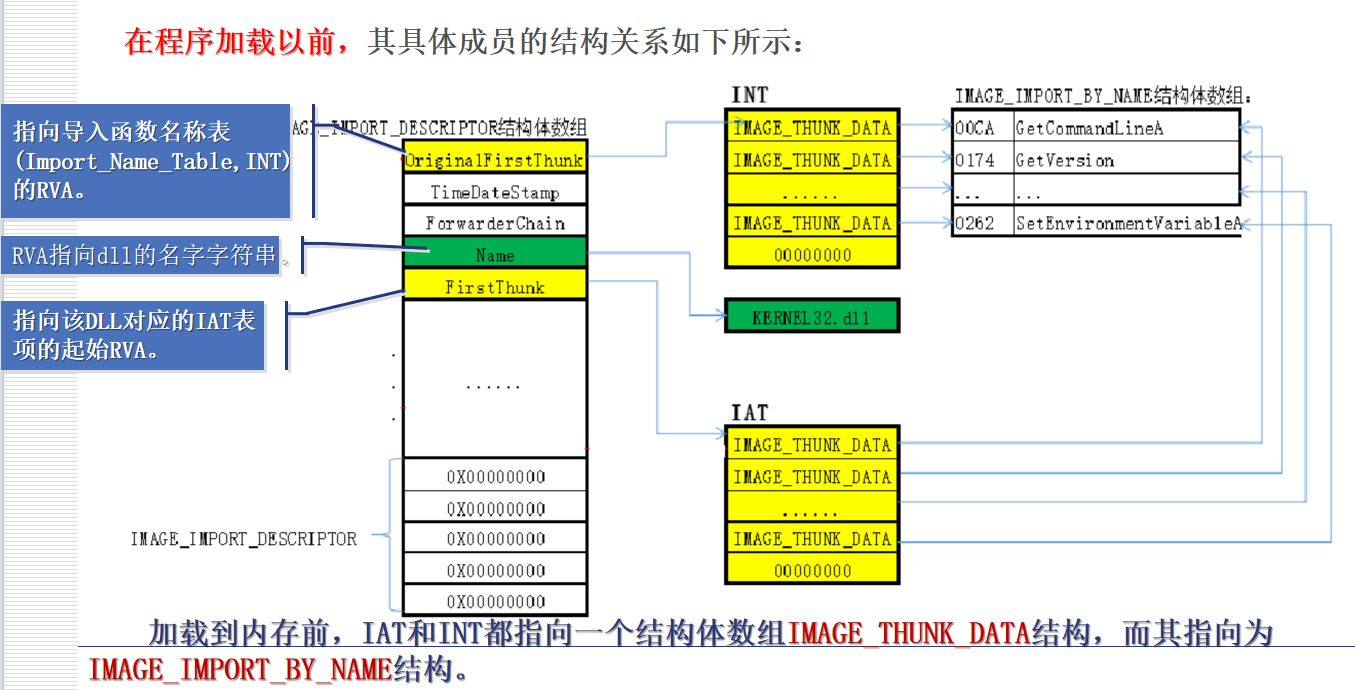 在程序加载以前，其具体成员的结构关系如下所示：
指向导入函数名称表
(Import_Name_Table,INT)
的RVA。
RVA指向dll的名字字符串。
指向该DLL对应的IAT表
项的起始RVA。
AGE_IMPORT_DESCRIPTOR结构体数组
OriginalFirstThunk
TimeDateStamp
ForwarderChain
Name
FirstThunk
......
0X00000000
0X00000000
0X00000000
0X00000000
0X00000000
IMAGE_IMPORT_DESCRIPTOR
INT
IMAGE_THUNK_DATA
IMAGE_THUNK_DATA
......
IMAGE_THUNK_DATA
00000000
KERNEL32.dll
IAT
IMAGE_THUNK_DATA
IMAGE_THUNK_DATA
......
IMAGE_THUNK_DATA
00000000
IMAGE_IMPORT_BY_NAME结构体数组：
00CA GetCommandLineA
0174 GetVersion
... ...
0262 SetEnvironmentVariableA
加载到内存前，IAT和INT都指向一个结构体数组IMAGE_THUNK_DATA结构，而其指向为
IMAGE_IMPORT_BY_NAME结构。